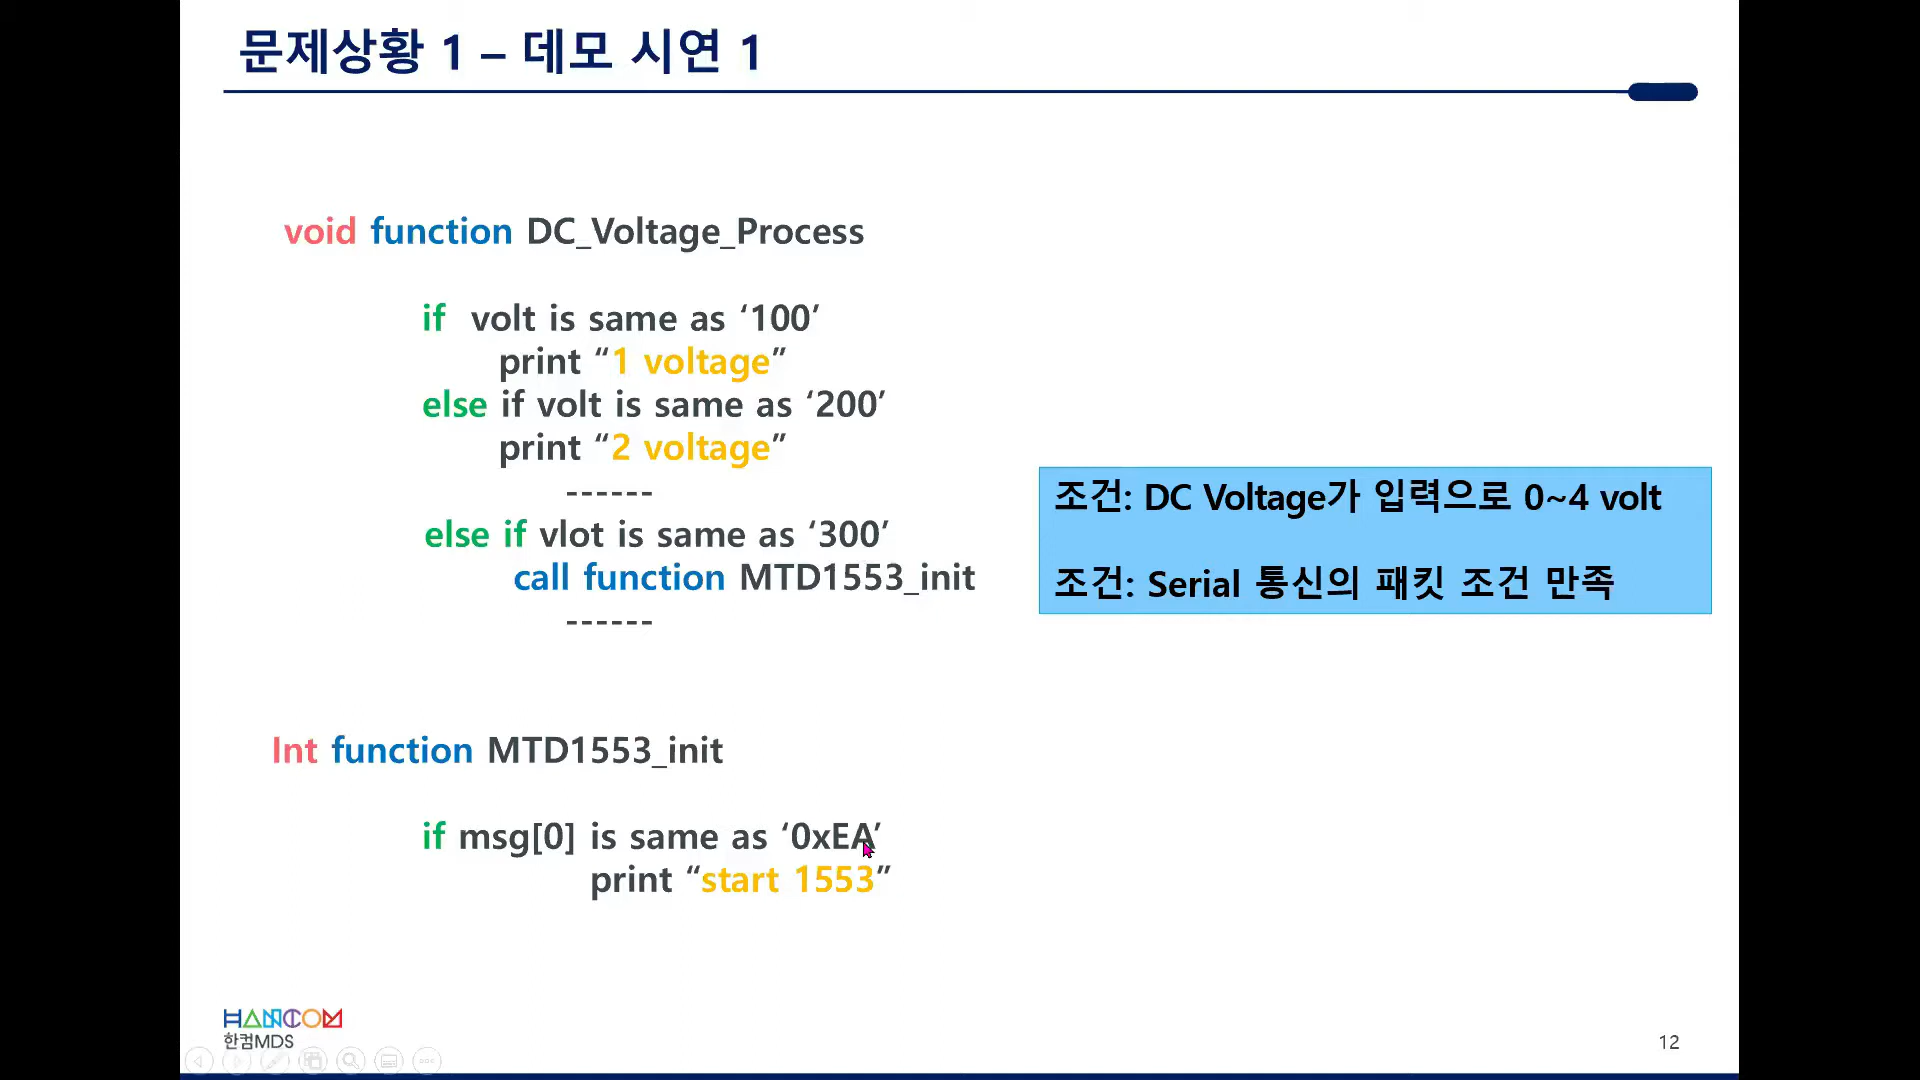 문제상황 1 – 데모 시연 1
void function DC_Voltage_Process
if volt is same as ‘100’
print “1 voltage”
else if volt is same as ‘200’
print “2 voltage”
------
else if vlot is same as ‘300’
call function MTD1553_init
------
조건: DC Voltage가 입력으로 0~4 volt
조건: Serial 통신의 패킷 조건 만족
Int function MTD1553_init
if msg[0] is same as ‘0xEA’
print “start 1553”
HANCOM
한컴MDS
12